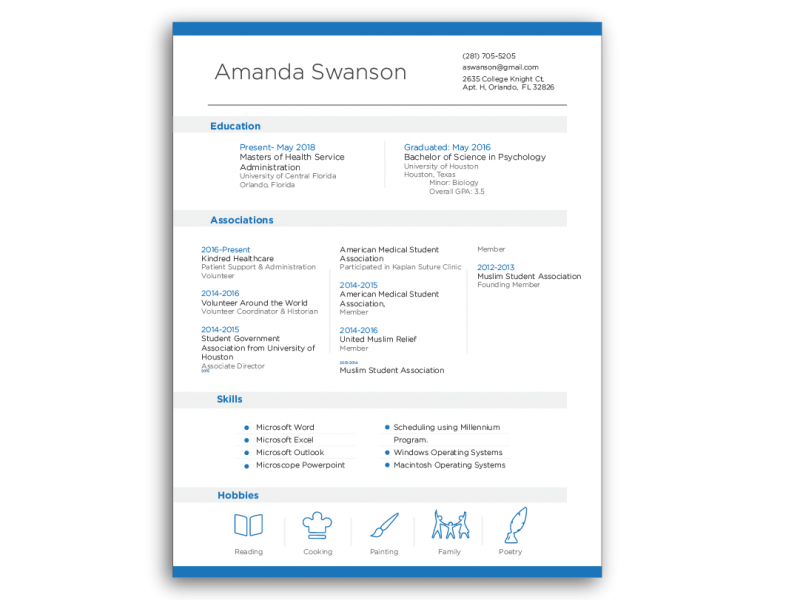 Amanda Swanson
(281) 705-5205
aswanson@gmail.com
2635 College Knight Ct,
Apt. H, Orlando, FL 32826
Education
Present- May 2018
Masters of Health Service
Administration
University of Central Florida
Orlando, Florida
Graduated: May 2016
Bachelor of Science in Psychology
University of Houston
Houston, Texas
Minor: Biology
Overall GPA: 3.5
Associations
2016-Present
Kindred Healthcare
Patient Support & Administration
Volunteer
2014-2016
Volunteer Around the World
Volunteer Coordinator & Historian
2014-2015
Student Government
Association from University of
Houston
Associate Director
American Medical Student
Association
Participated in Kaplan Suture Clinic
2014-2015
American Medical Student
Association,
Member
2014-2016
United Muslim Relief
Member
2013-2014
Muslim Student Association
Member
2012-2013
Muslim Student Association
Founding Member
Skills
Microsoft Word
Microsoft Excel
Microsoft Outlook
Microscope Powerpoint
Scheduling using Millennium
Program.
Windows Operating Systems
Macintosh Operating Systems
Hobbies
Reading
Cooking
Painting
Family
Poetry